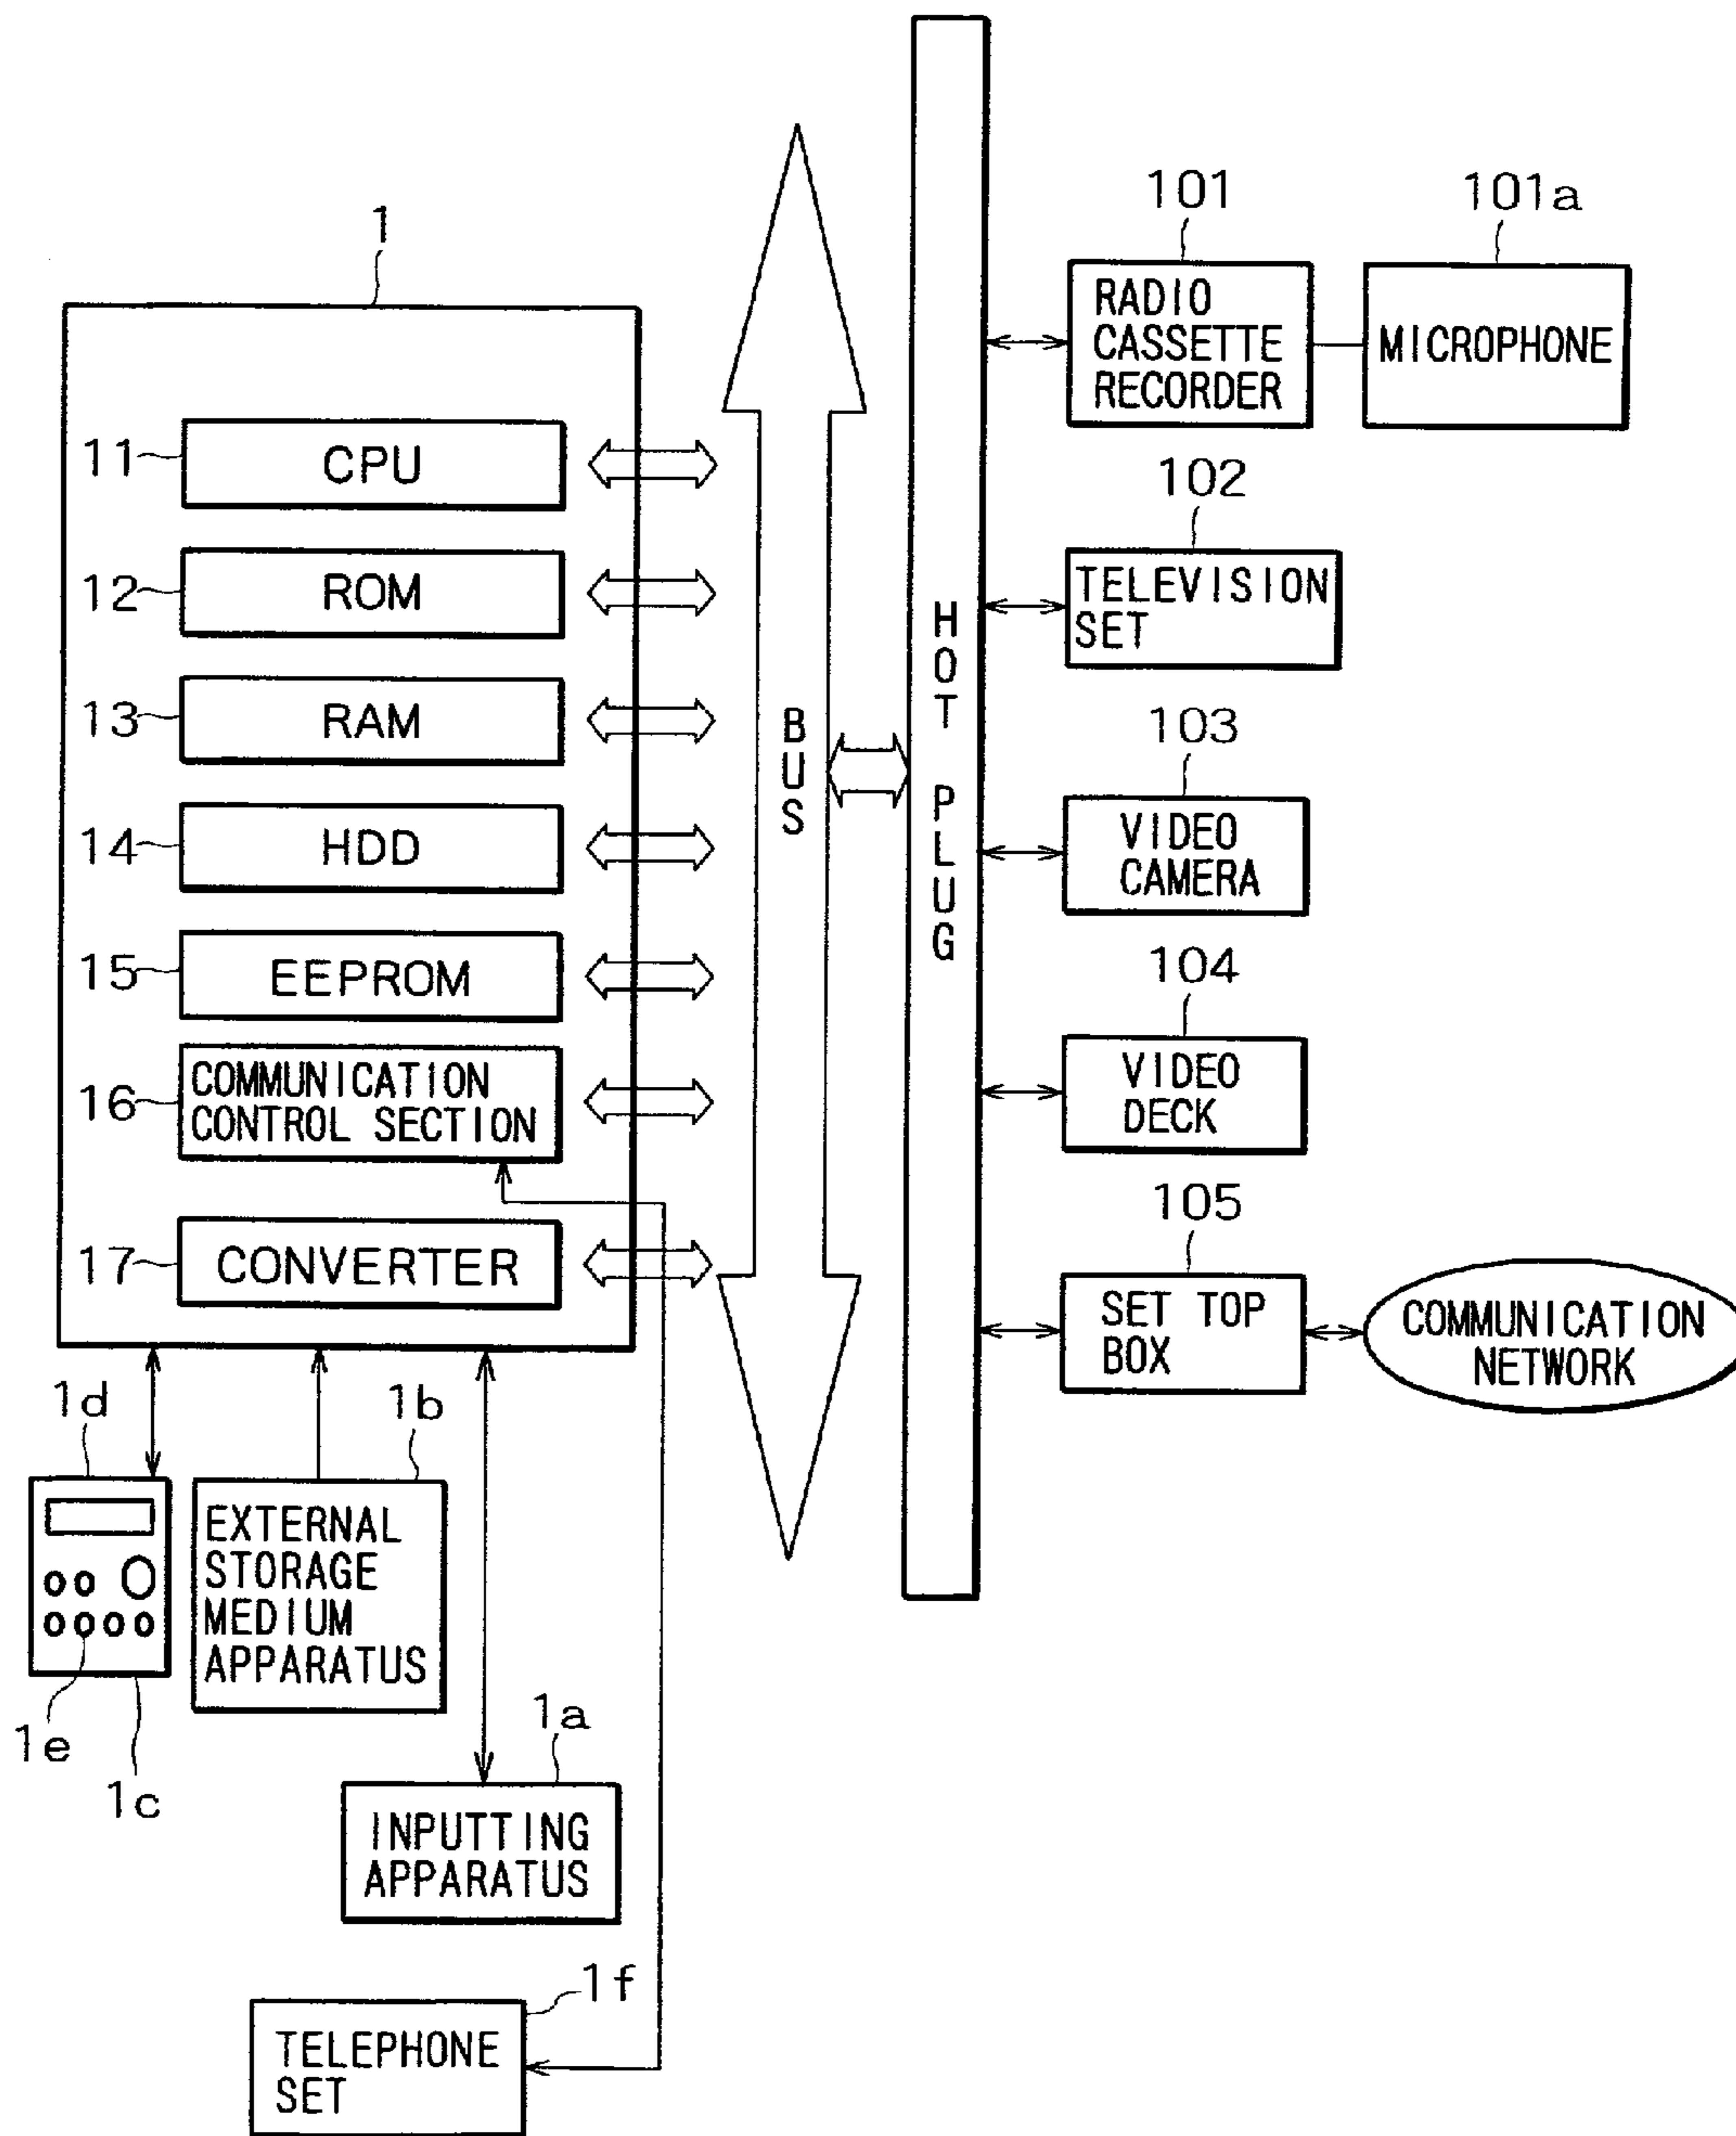 1
11
CPU
12
ROM
13
RAM
14
HDD
15
EEPROM
16
COMMUNICATION
CONTROL SECTION
17
CONVERTER
1d
1b
EXTERNAL
STORAGE
MEDIUM
APPARATUS
1e
1c
1a
INPUTTING
APPARATUS
1f
TELEPHONE
SET
BUS
HOT PLUG
101
RADIO
CASSETTE
RECORDER
101a
MICROPHONE
102
TELEVISION
SET
103
VIDEO
CAMERA
104
VIDEO
DECK
105
SET TOP
BOX
COMMUNICATION
NETWORK